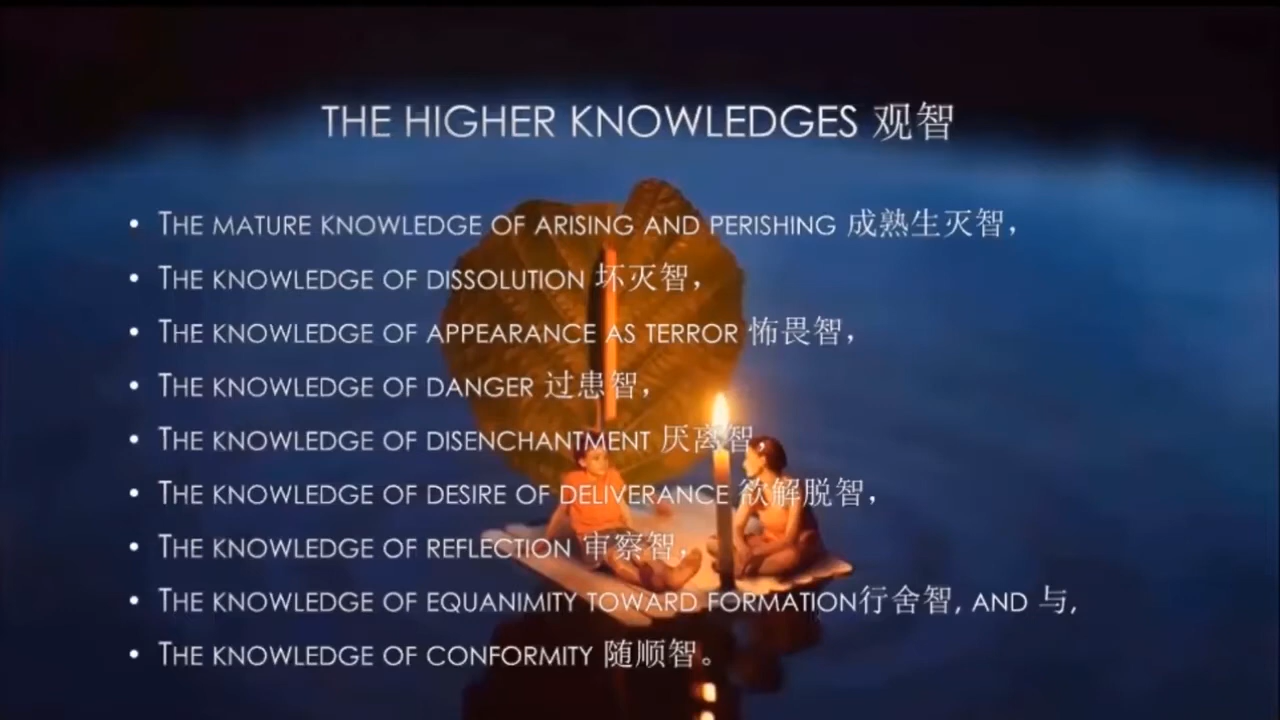 THE HIGHER KNOWLEDGES 观智
• THE MATURE KNOWLEDGE OF ARISING AND PERISHING 成熟生灭智，
• THE KNOWLEDGE OF DISSOLUTION 坏灭智，
• THE KNOWLEDGE OF APPEARANCE AS TERROR 怖畏智，
• THE KNOWLEDGE OF DANGER 过患智，
• THE KNOWLEDGE OF DISENCHANTMENT 厌离智，
• THE KNOWLEDGE OF DESIRE OF DELIVERANCE 欲解脱智，
• THE KNOWLEDGE OF REFLECTION 审察智，
• THE KNOWLEDGE OF EQUANIMITY TOWARD FORMATION行舍智, AND 与,
• THE KNOWLEDGE OF CONFORMITY 随顺智。